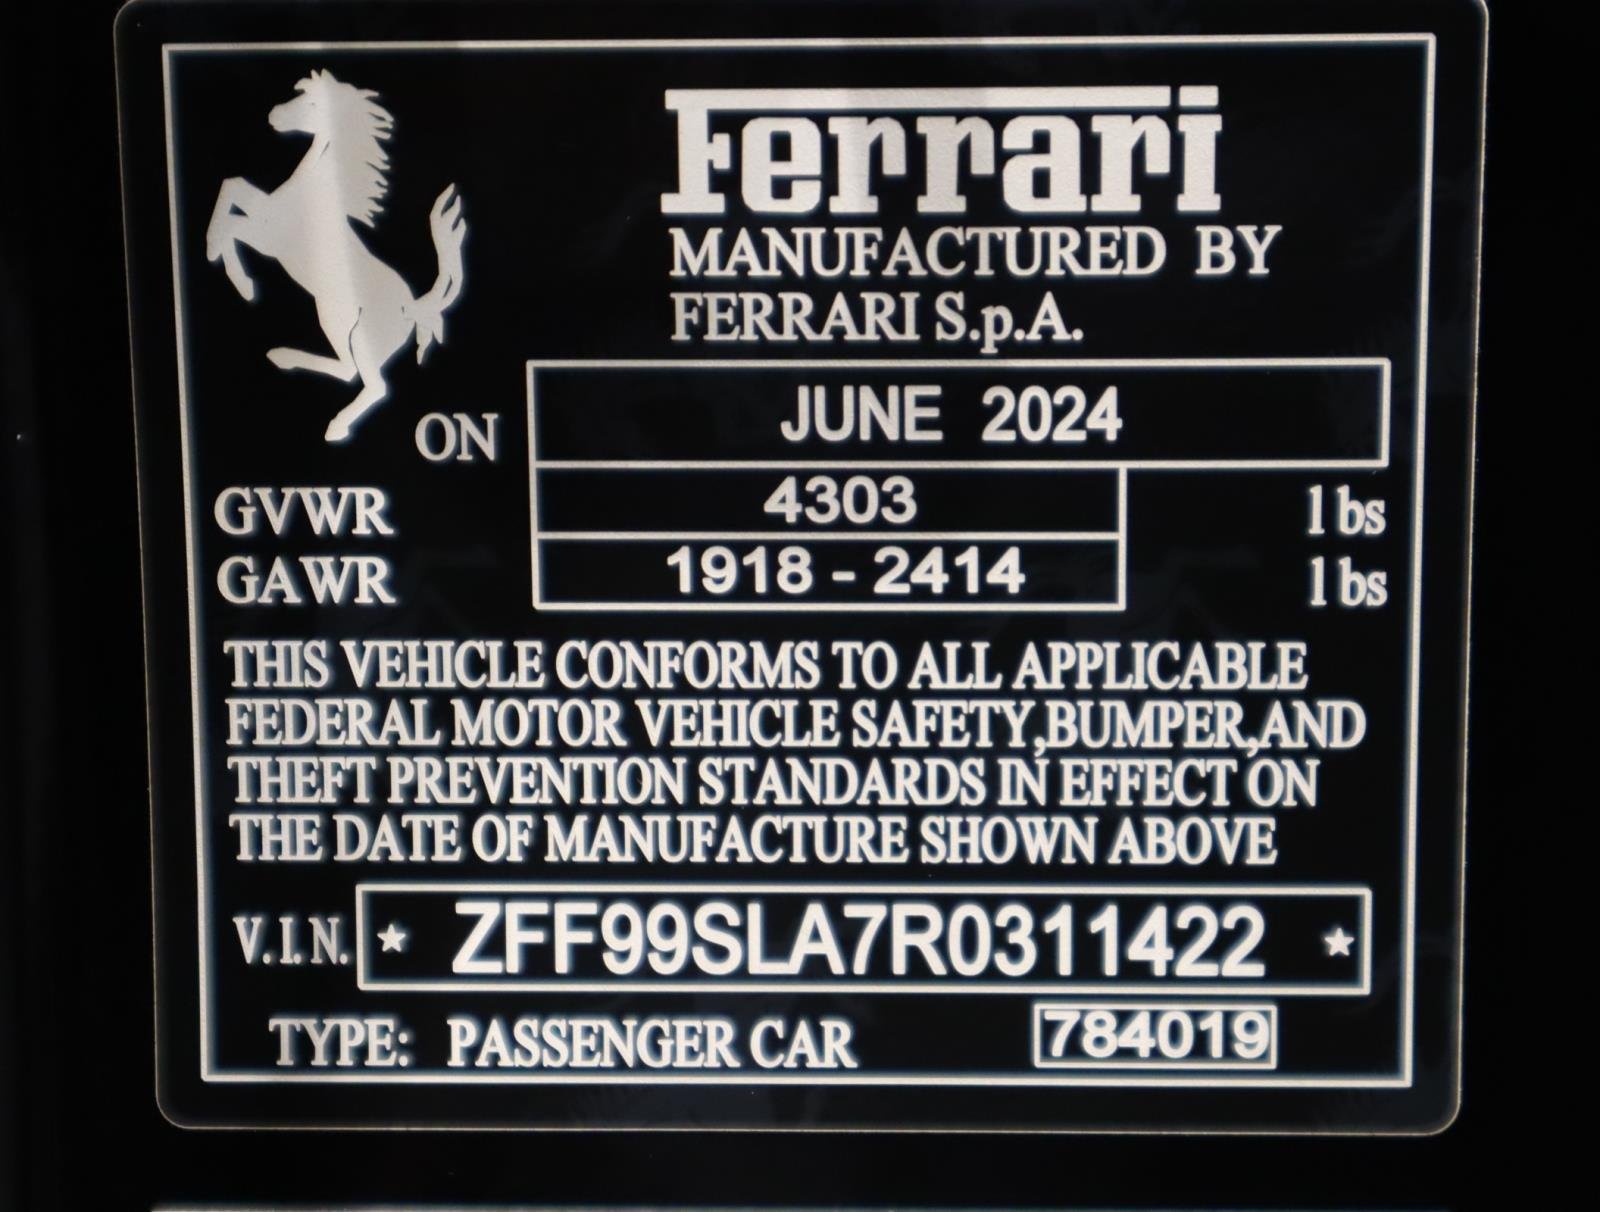 Ferrari
MANUFACTURED BY
FERRARI S.p.A.
ON JUNE 2024
GVWR 4303 lbs
GAWR 1918 - 2414 lbs
THIS VEHICLE CONFORMS TO ALL APPLICABLE
FEDERAL MOTOR VEHICLE SAFETY,BUMPER,AND
THEFT PREVENTION STANDARDS IN EFFECT ON
THE DATE OF MANUFACTURE SHOWN ABOVE
V.I.N. ★ ZFF99SLA7R0311422 ★
TYPE: PASSENGER CAR 784019